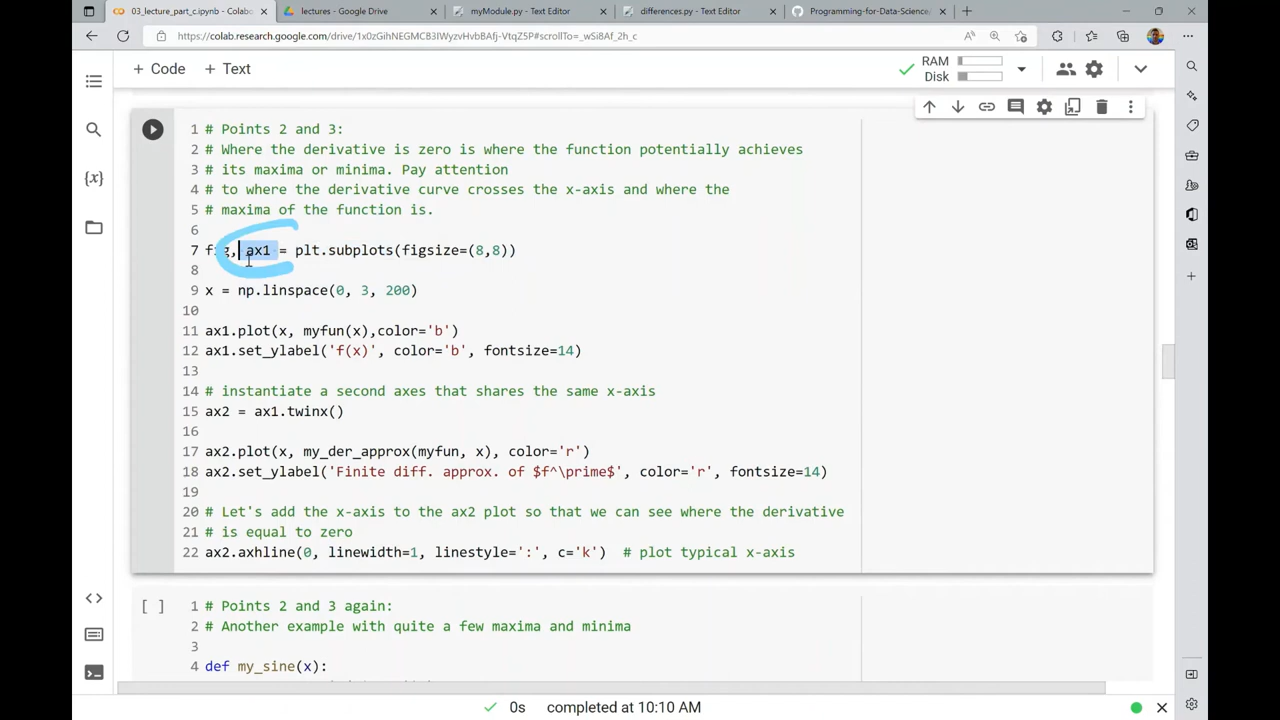 03_lecture_part_c.ipynb - Colabo
lectures - Google Drive
myModule.py - Text Editor
differences.py - Text Editor
Programming-for-Data-Science/
https://colab.research.google.com/drive/1x0zGihNEGMCB3IWyzvHvbBAfj-VtqZ5P#scrollTo=_wSi8Af_2h_c
+ Code + Text
RAM
Disk
1 # Points 2 and 3:
2 # Where the derivative is zero is where the function potentially achieves
3 # its maxima or minima. Pay attention
4 # to where the derivative curve crosses the x-axis and where the
5 # maxima of the function is.
6
7 fig, ax1 = plt.subplots(figsize=(8,8))
8
9 x = np.linspace(0, 3, 200)
10
11 ax1.plot(x, myfun(x),color='b')
12 ax1.set_ylabel('f(x)', color='b', fontsize=14)
13
14 # instantiate a second axes that shares the same x-axis
15 ax2 = ax1.twinx()
16
17 ax2.plot(x, my_der_approx(myfun, x), color='r')
18 ax2.set_ylabel('Finite diff. approx. of $f^\prime$', color='r', fontsize=14)
19
20 # Let's add the x-axis to the ax2 plot so that we can see where the derivative
21 # is equal to zero
22 ax2.axhline(0, linewidth=1, linestyle=':', c='k') # plot typical x-axis
[ ] 1 # Points 2 and 3 again:
2 # Another example with quite a few maxima and minima
3
4 def my_sine(x):
0s completed at 10:10 AM